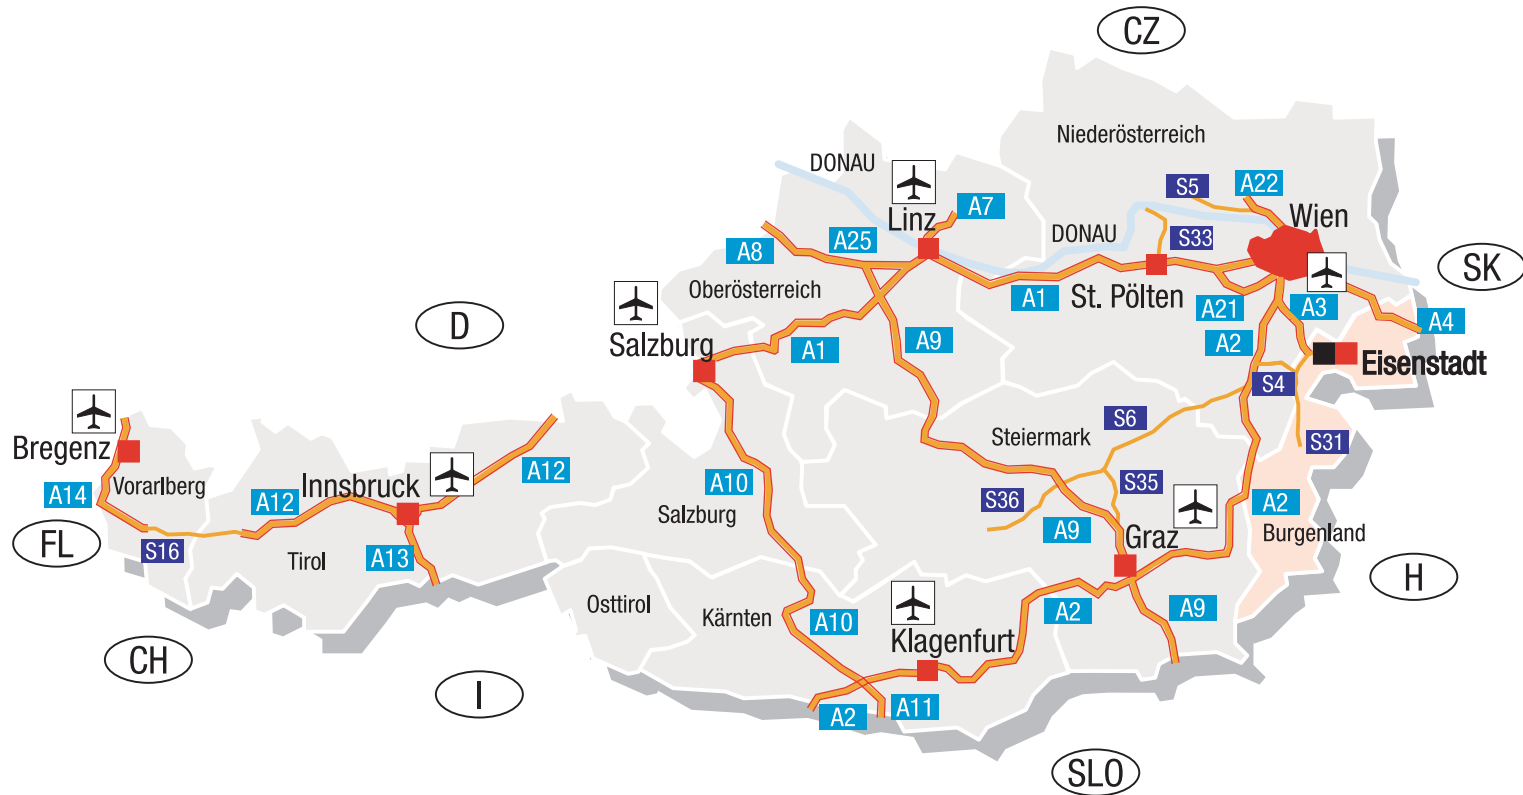 CZ
Niederösterreich
DONAU
S5
A22
Linz
A7
Wien
A25
DONAU
S33
A8
SK
Oberösterreich
A1
St. Pölten
A21
A3
A4
D
Salzburg
A1
A9
A2
Eisenstadt
S4
S6
Bregenz
Steiermark
S31
A12
A14
Vorarlberg
A12
Innsbruck
A10
S36
S35
A2
Salzburg
A9
Burgenland
FL
S16
Tirol
A13
Graz
H
Osttirol
Kärnten
A10
A2
A9
Klagenfurt
CH
I
A2
A11
SLO